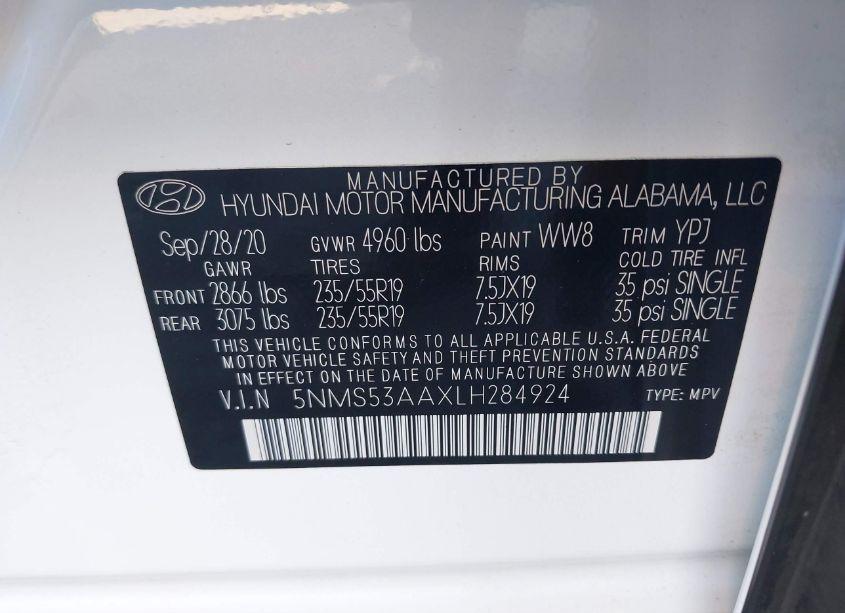 MANUFACTURED BY
HYUNDAI MOTOR MANUFACTURING ALABAMA, LLC
Sep/28/20 GVWR 4960 lbs PAINT WW8 TRIM YPJ
GAWR TIRES RIMS COLD TIRE INFL
FRONT 2866 lbs 235/55R19 7.5JX19 35 psi SINGLE
REAR 3075 lbs 235/55R19 7.5JX19 35 psi SINGLE
THIS VEHICLE CONFORMS TO ALL APPLICABLE U.S.A. FEDERAL
MOTOR VEHICLE SAFETY AND THEFT PREVENTION STANDARDS
IN EFFECT ON THE DATE OF MANUFACTURE SHOWN ABOVE
V.I.N 5NMS53AAXLH284924 TYPE: MPV